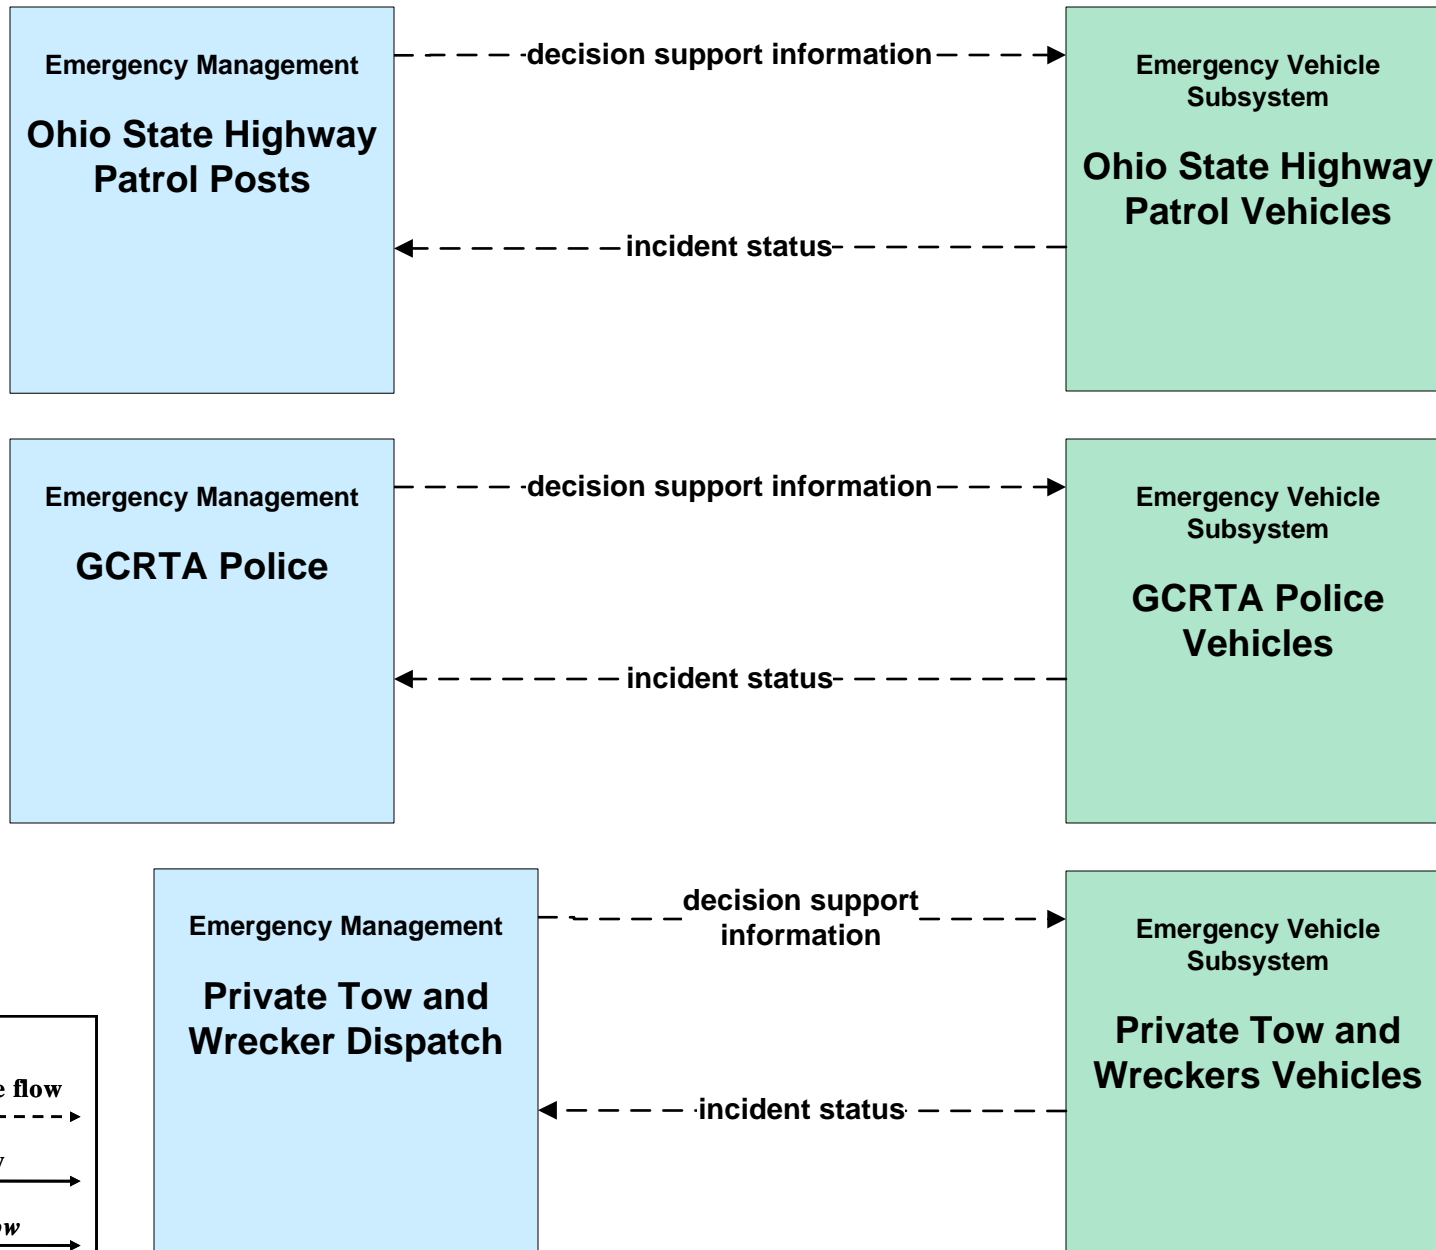 Emergency Management
Ohio State Highway
Patrol Posts
decision support information
incident status
Emergency Vehicle
Subsystem
Ohio State Highway
Patrol Vehicles
Emergency Management
GCRTA Police
decision support information
incident status
Emergency Vehicle
Subsystem
GCRTA Police
Vehicles
Emergency Management
Private Tow and
Wrecker Dispatch
decision support
information
incident status
Emergency Vehicle
Subsystem
Private Tow and
Wreckers Vehicles
flow